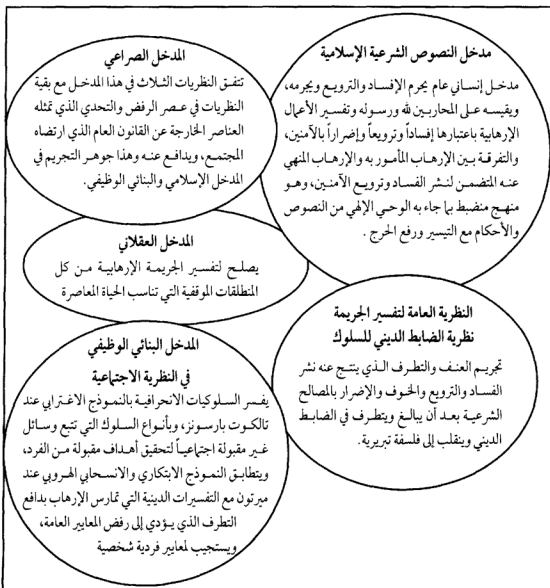 مدخل النصوص الشرعية الإسلامية
مدخل إنساني عام يحرم الإفساد والترويع ويجرمه،
ويقيسه على المحاربين لله ورسوله وتفسير الأعمال
الإرهابية باعتبارها إفساداً وترويعاً وإضراراً بالآمنين،
والتفرقة بين الإرهاب المأمور به والإرهاب المنهي
عنه المتضمن لنشر الفساد وترويع الآمنين، وهو
منهج منضبط بما جاء به الوحي الإلهي من النصوص
والأحكام مع التيسير ورفع الحرج .
المدخل الصراعي
تتفق النظريات الثلاث في هذا المدخل مع بقية
النظريات في عصر الرفض والتحدي الذي تمثله
العناصر الخارجة عن القانون العام الذي ارتضاه
المجتمع، ويدافع عنه وهذا جوهر التجريم في
المدخل الإسلامي والبنائي الوظيفي.
المدخل العقلاني
يصلح لتفسير الجريمة الإرهابية من كل
المنطلقات الموقفية التي تناسب الحياة المعاصرة
النظرية العامة لتفسير الجريمة
نظرية الضابط الديني للسلوك
تجريم العنف والتطرف الذي ينتج عنه نشر
الفساد والترويع والخوف والإضرار بالمصالح
الشرعية بعد أن يبالغ ويتطرف في الضابط
الديني وينقلب إلى فلسفة تبريرية.
المدخل البنائي الوظيفي
في النظرية الاجتماعية
يفسر السلوكيات الانحرافية بالنموذج الاغترابي عند
تالكوت بارسونز، وبأنواع السلوك التي تتبع وسائل
غير مقبولة اجتماعياً لتحقيق أهداف مقبولة من الفرد،
ويتطابق النموذج الابتكاري والانسحابي الهروبي عند
ميرتون مع التفسيرات الدينية التي تمارس الإرهاب بدافع
التطرف الذي يؤدي إلى رفض المعايير العامة،
ويستجيب لمعايير فردية شخصية